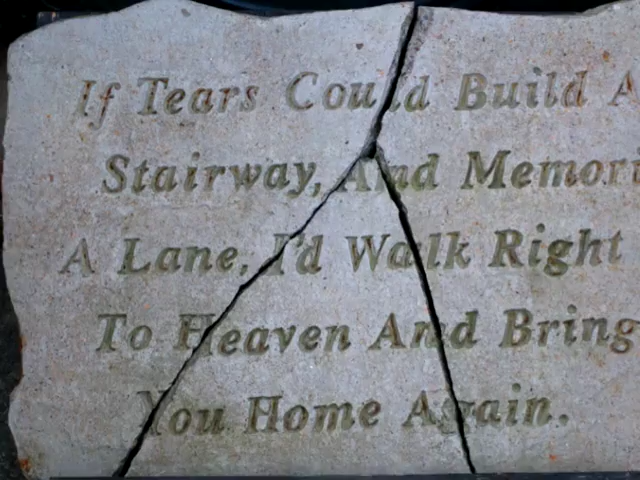 If Tears Could Build A
Stairway, And Memori
A Lane, I'd Walk Right
To Heaven And Bring
You Home Again.